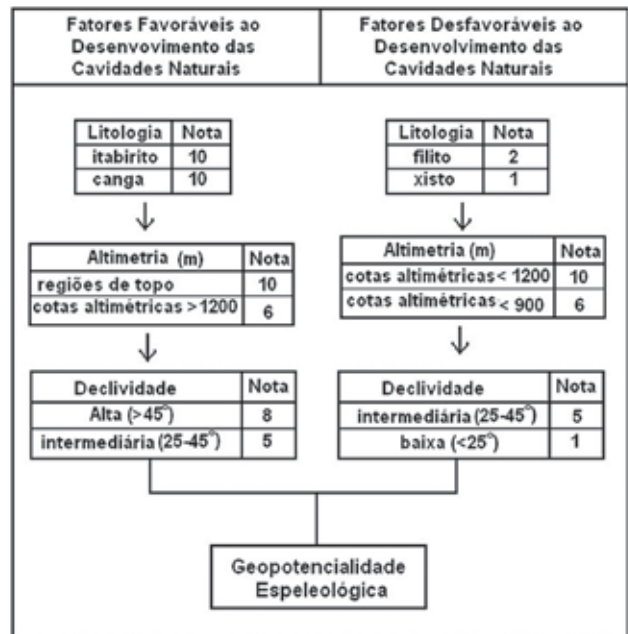 Fatores Favoráveis ao
Desenvovimento das
Cavidades Naturais
Fatores Desfavoráveis ao
Desenvolvimento das
Cavidades Naturais
Litologia Nota
itabirito 10
canga 10
Litologia Nota
filito 2
xisto 1
Altimetria (m) Nota
regiões de topo 10
cotas altimétricas > 1200 6
Altimetria (m) Nota
cotas altimétricas < 1200 10
cotas altimétricas < 900 6
Declividade Nota
Alta (>45°) 8
intermediária (25-45°) 5
Declividade Nota
intermediária (25-45°) 5
baixa (<25°) 1
Geopotencialidade
Espeleológica